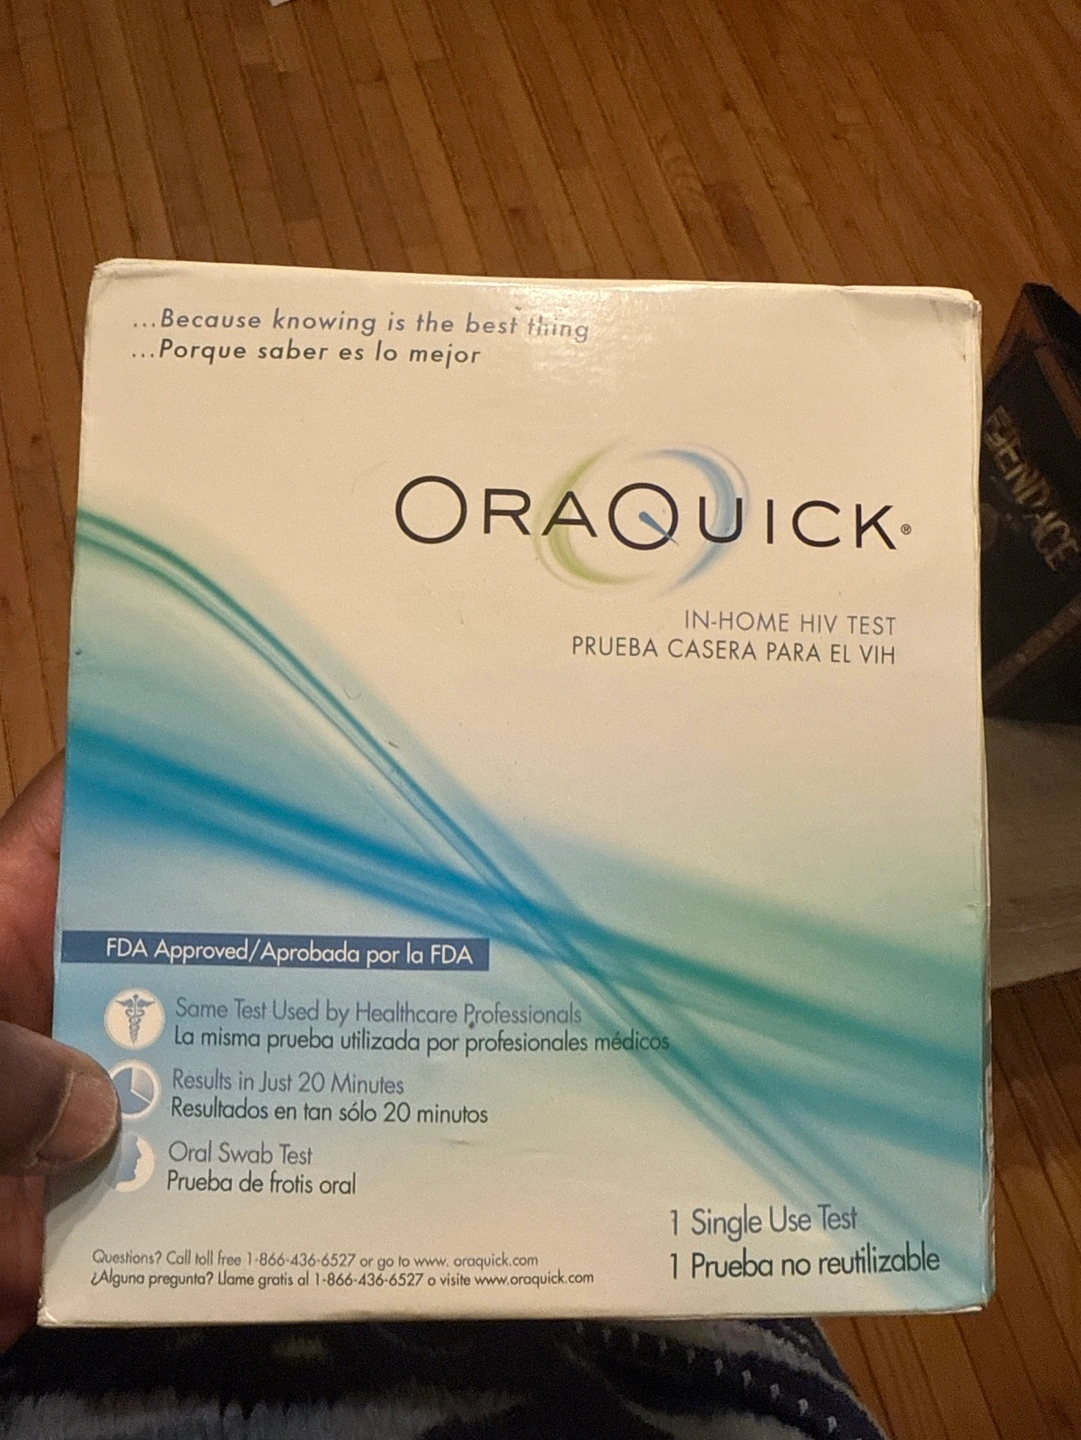 ...Because knowing is the best thing
...Porque saber es lo mejor
ORAQUICK®
IN-HOME HIV TEST
PRUEBA CASERA PARA EL VIH
FDA Approved/Aprobada por la FDA
Same Test Used by Healthcare Professionals
La misma prueba utilizada por profesionales médicos
Results in Just 20 Minutes
Resultados en tan sólo 20 minutos
Oral Swab Test
Prueba de frotis oral
1 Single Use Test
1 Prueba no reutilizable
Questions? Call toll free 1-866-436-6527 or go to www. oraquick.com
¿Alguna pregunta? Llame gratis al 1-866-436-6527 o visite www.oraquick.com